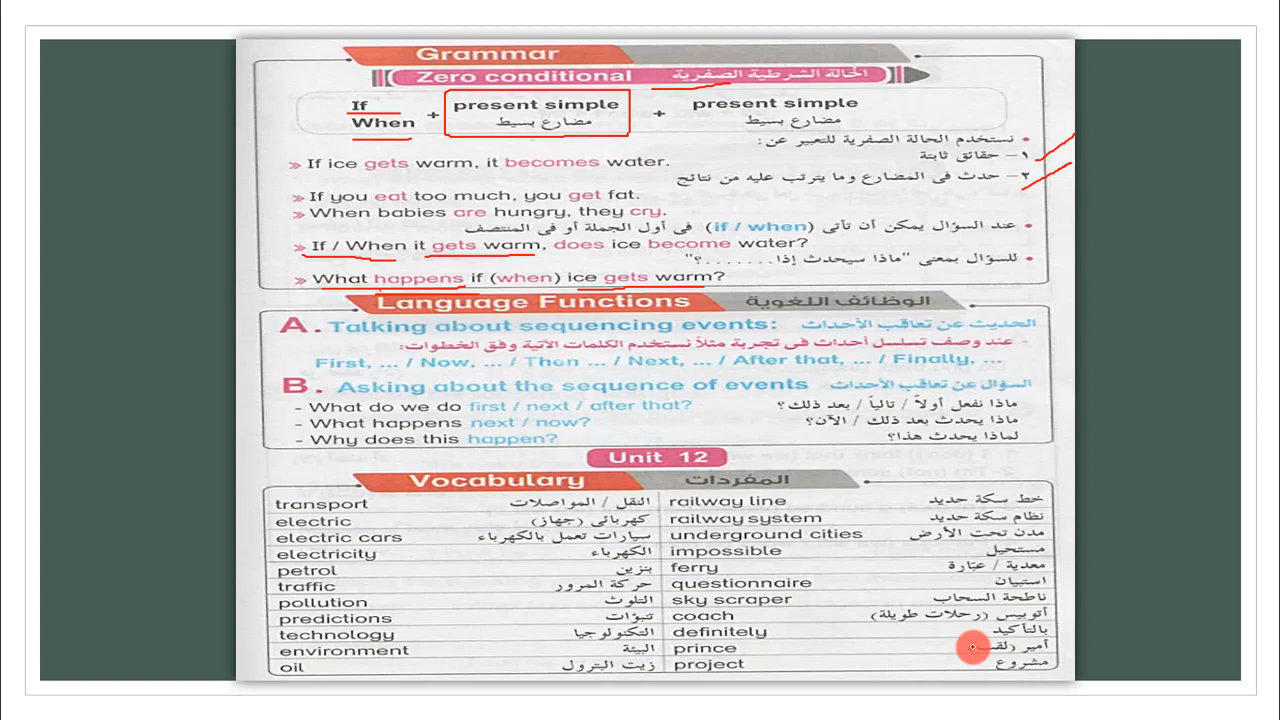 Grammar
Zero conditional الحالة الشرطية الصفرية
If present simple present simple
When + مضارع بسيط + مضارع بسيط
• نستخدم الحالة الصفرية للتعبير عن:
١- حقائق ثابتة
» If ice gets warm, it becomes water.
٢- حدث فى المضارع وما يترتب عليه من نتائج
» If you eat too much, you get fat.
» When babies are hungry, they cry.
• عند السؤال يمكن أن تأتى (if / when) فى أول الجملة أو فى المنتصف
» If / When it gets warm, does ice become water?
• للسؤال بمعنى "ماذا سيحدث إذا.......؟"
» What happens if (when) ice gets warm?
Language Functions الوظائف اللغوية
A. Talking about sequencing events: الحديث عن تعاقب الأحداث
- عند وصف تسلسل أحداث فى تجربة مثلاً نستخدم الكلمات الآتية وفق الخطوات:
First, ... / Now, ... / Then ... / Next, ... / After that, ... / Finally, ...
B. Asking about the sequence of events السؤال عن تعاقب الأحداث
- What do we do first / next / after that? ماذا نفعل أولاً / تالياً / بعد ذلك؟
- What happens next / now? ماذا يحدث بعد ذلك / الآن؟
- Why does this happen? لماذا يحدث هذا؟
Unit 12
Vocabulary المفردات
transport النقل / المواصلات railway line خط سكة حديد
electric كهربائى (جهاز) railway system نظام سكة حديد
elecric cars سيارات تعمل بالكهرباء underground cities مدن تحت الأرض
electricity الكهرباء impossible مستحيل
petrol بنزين ferry معدية / عبّارة
traffic حركة المرور questionnaire استبيان
pollution التلوث sky scraper ناطحة السحاب
predictions تنبؤات coach أتوبيس (رحلات طويلة)
technology التكنولوجيا definitely بالتأكيد
environment البيئة prince أمير
oil زيت البترول project مشروع